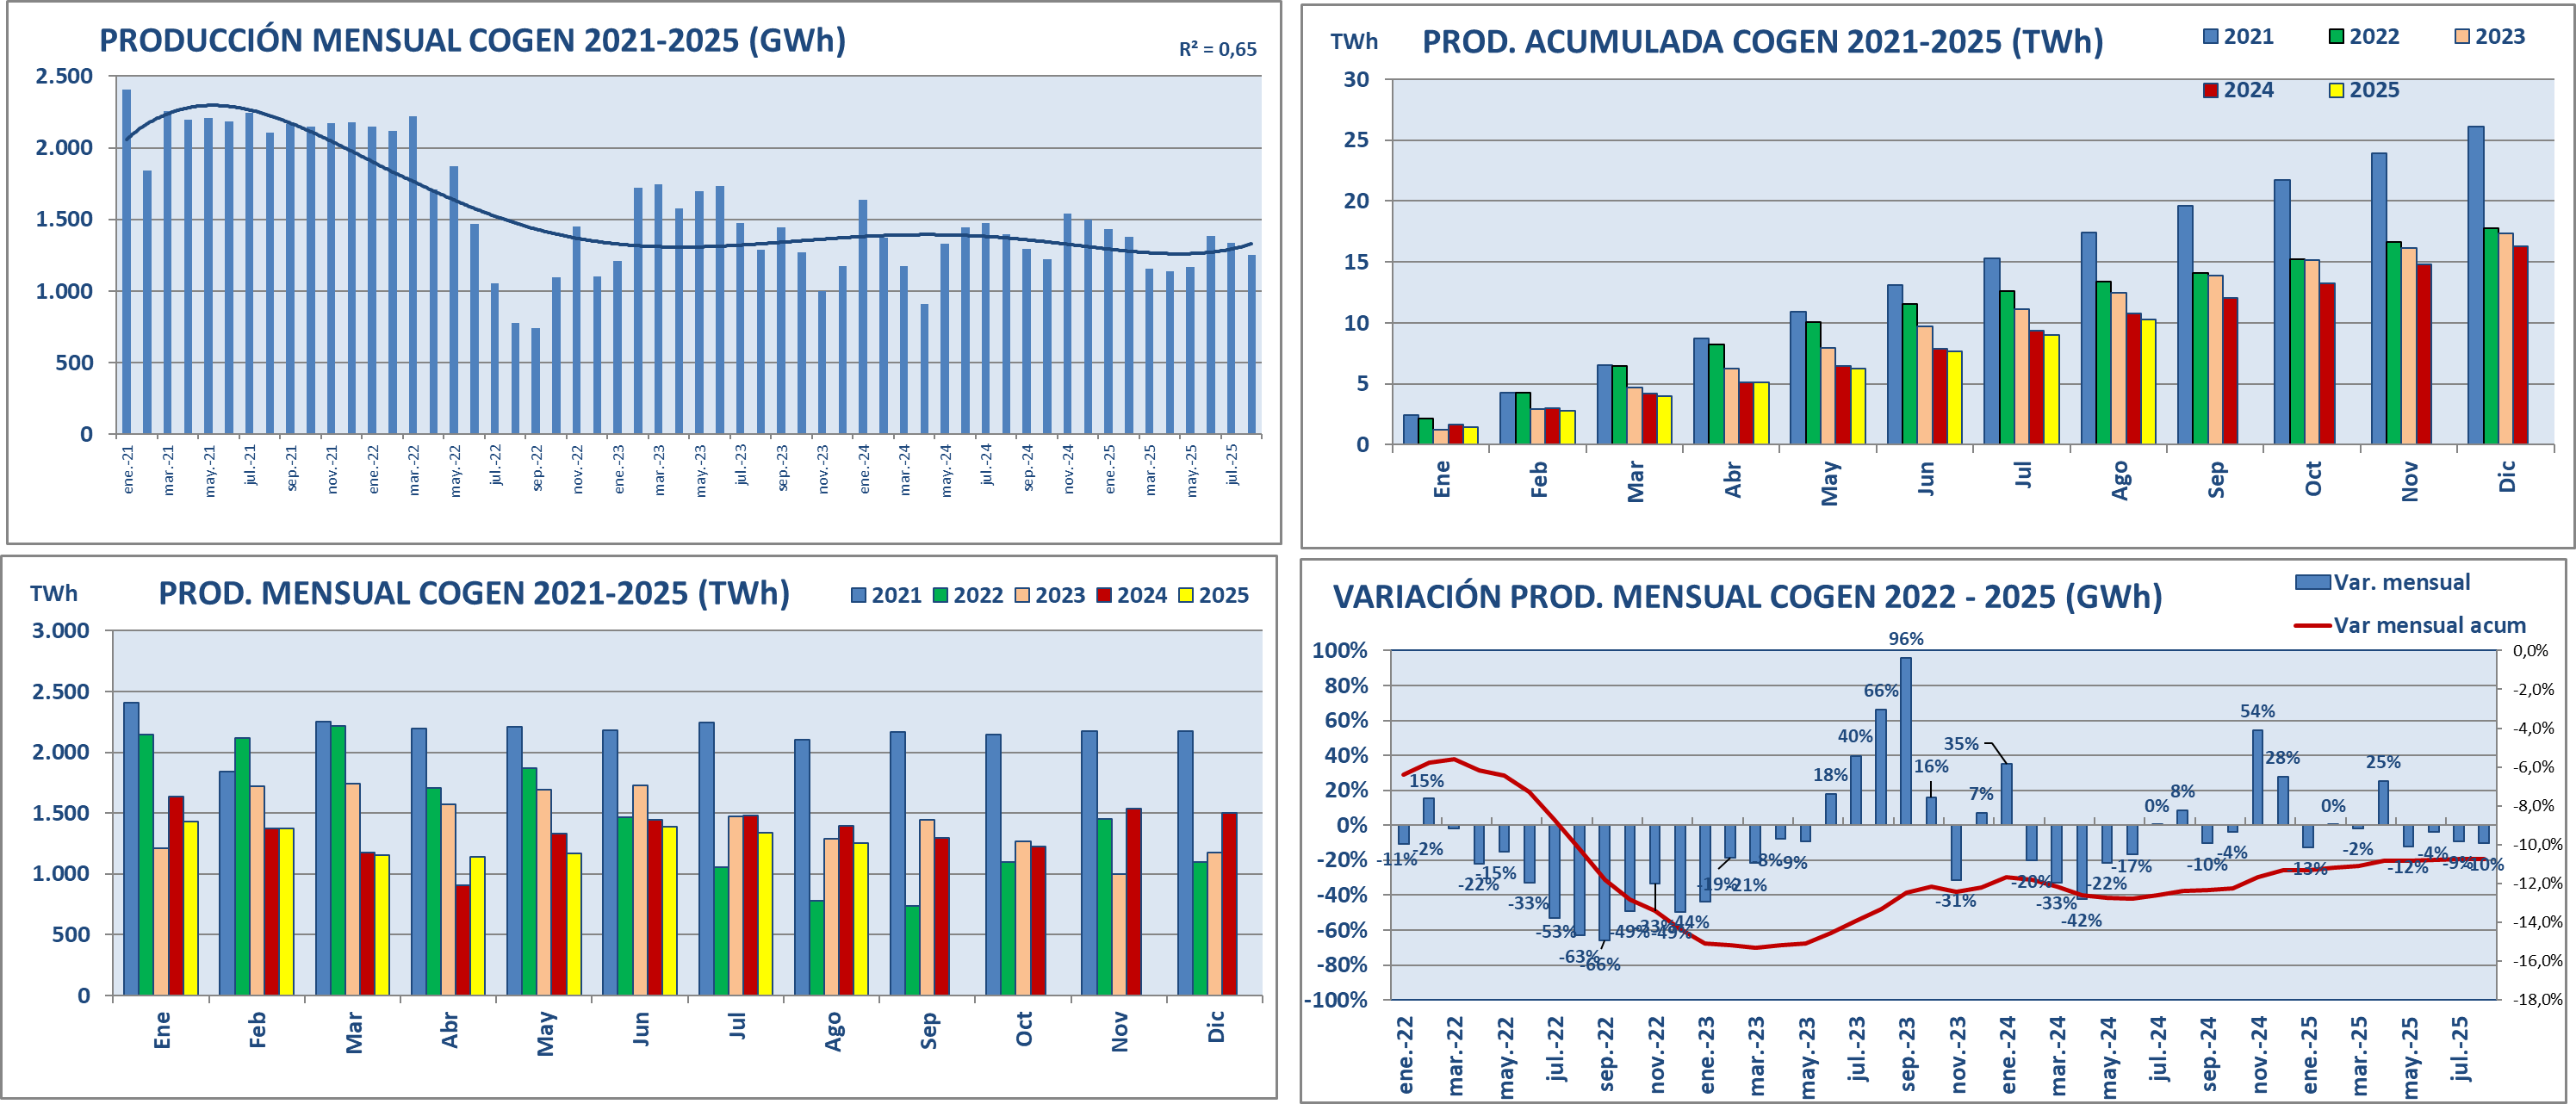 PRODUCCIÓN MENSUAL COGEN 2021-2025 (GWh)
R² = 0,65
2.500
2.000
1.500
1.000
500
0
ene.-21
mar.-21
may.-21
jul.-21
sep.-21
nov.-21
ene.-22
mar.-22
may.-22
jul.-22
sep.-22
nov.-22
ene.-23
mar.-23
may.-23
jul.-23
sep.-23
nov.-23
ene.-24
mar.-24
may.-24
jul.-24
sep.-24
nov.-24
ene.-25
mar.-25
may.-25
jul.-25
TWh
PROD. ACUMULADA COGEN 2021-2025 (TWh)
2021
2022
2023
2024
2025
30
25
20
15
10
5
0
Ene
Feb
Mar
Abr
May
Jun
Jul
Ago
Sep
Oct
Nov
Dic
TWh
PROD. MENSUAL COGEN 2021-2025 (TWh)
2021
2022
2023
2024
2025
3.000
2.500
2.000
1.500
1.000
500
0
Ene
Feb
Mar
Abr
May
Jun
Jul
Ago
Sep
Oct
Nov
Dic
VARIACIÓN PROD. MENSUAL COGEN 2022 - 2025 (GWh)
Var. mensual
Var mensual acum
100%
80%
60%
40%
20%
0%
-20%
-40%
-60%
-80%
-100%
-11%
15%
-2%
-22%
-15%
-33%
-53%
-63%
-66%
-49%
-33%
-49%
-44%
-19%
-21%
-8%
-9%
18%
40%
66%
96%
16%
-31%
7%
35%
-20%
-33%
-42%
-22%
-17%
0%
8%
-10%
-4%
54%
28%
-13%
0%
-2%
25%
-12%
-4%
-9%
-10%
0,0%
-2,0%
-4,0%
-6,0%
-8,0%
-10,0%
-12,0%
-14,0%
-16,0%
-18,0%
ene.-22
mar.-22
may.-22
jul.-22
sep.-22
nov.-22
ene.-23
mar.-23
may.-23
jul.-23
sep.-23
nov.-23
ene.-24
mar.-24
may.-24
jul.-24
sep.-24
nov.-24
ene.-25
mar.-25
may.-25
jul.-25